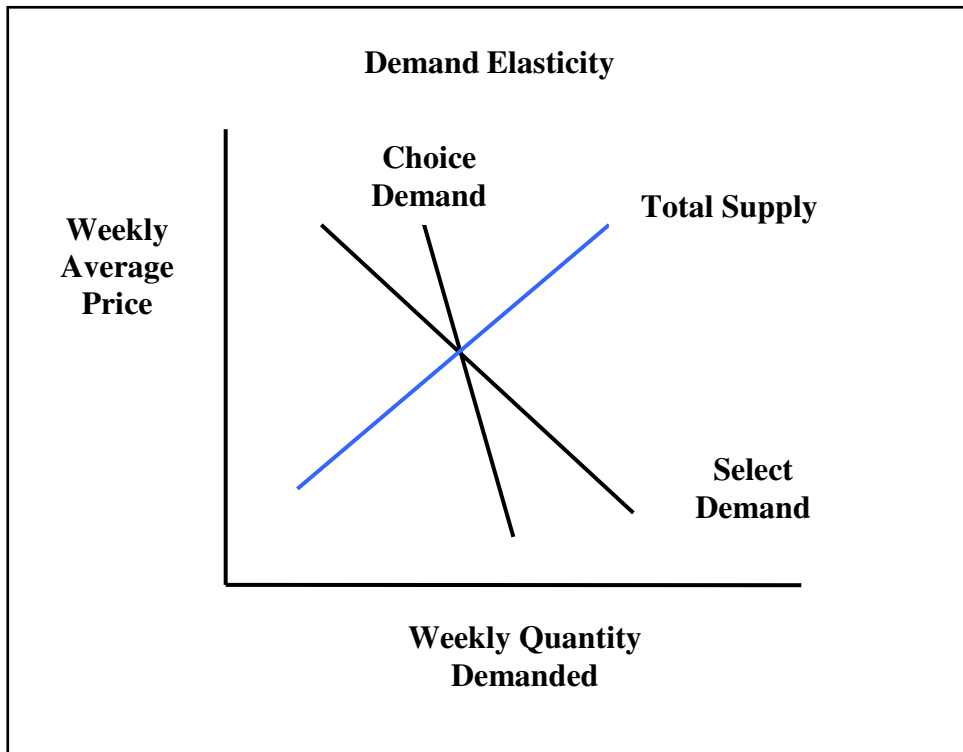 Demand Elasticity
Choice
Demand
Total Supply
Weekly
Average
Price
Select
Demand
Weekly Quantity
Demanded